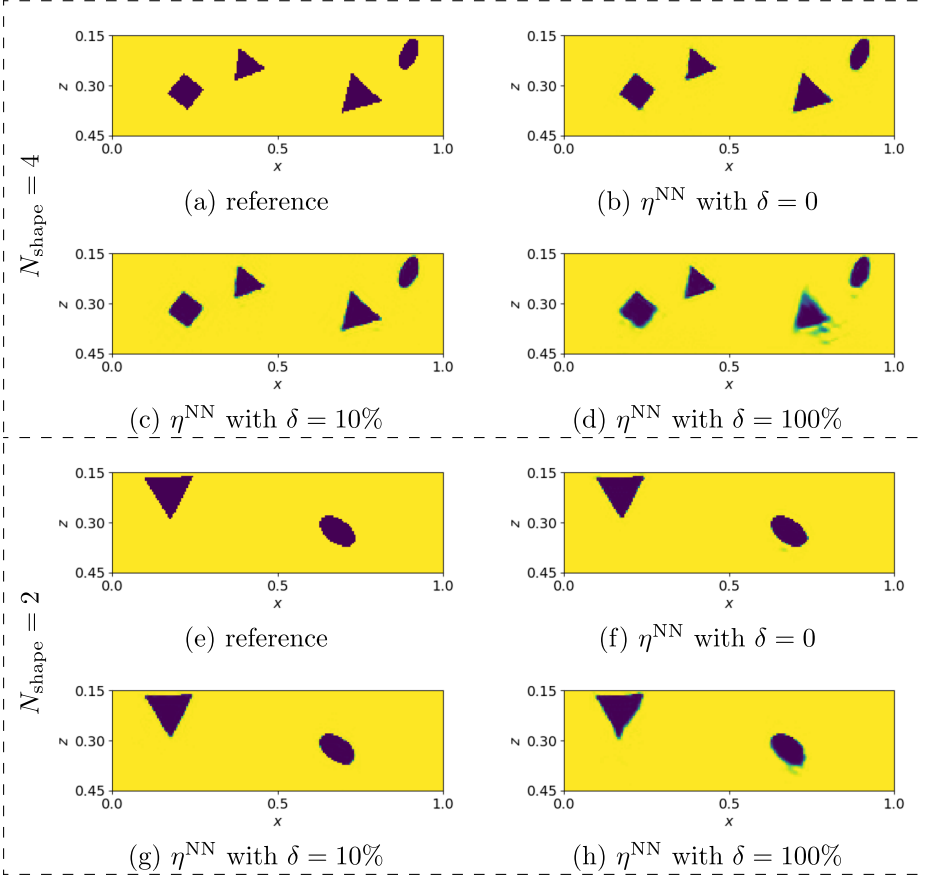 N_shape = 4
0.15
0.30
0.45
z
0.0
0.5
1.0
x
(a) reference
0.15
0.30
0.45
z
0.0
0.5
1.0
x
(b) η^NN with δ = 0
0.15
0.30
0.45
z
0.0
0.5
1.0
x
(c) η^NN with δ = 10%
0.15
0.30
0.45
z
0.0
0.5
1.0
x
(d) η^NN with δ = 100%
N_shape = 2
0.15
0.30
0.45
z
0.0
0.5
1.0
x
(e) reference
0.15
0.30
0.45
z
0.0
0.5
1.0
x
(f) η^NN with δ = 0
0.15
0.30
0.45
z
0.0
0.5
1.0
x
(g) η^NN with δ = 10%
0.15
0.30
0.45
z
0.0
0.5
1.0
x
(h) η^NN with δ = 100%